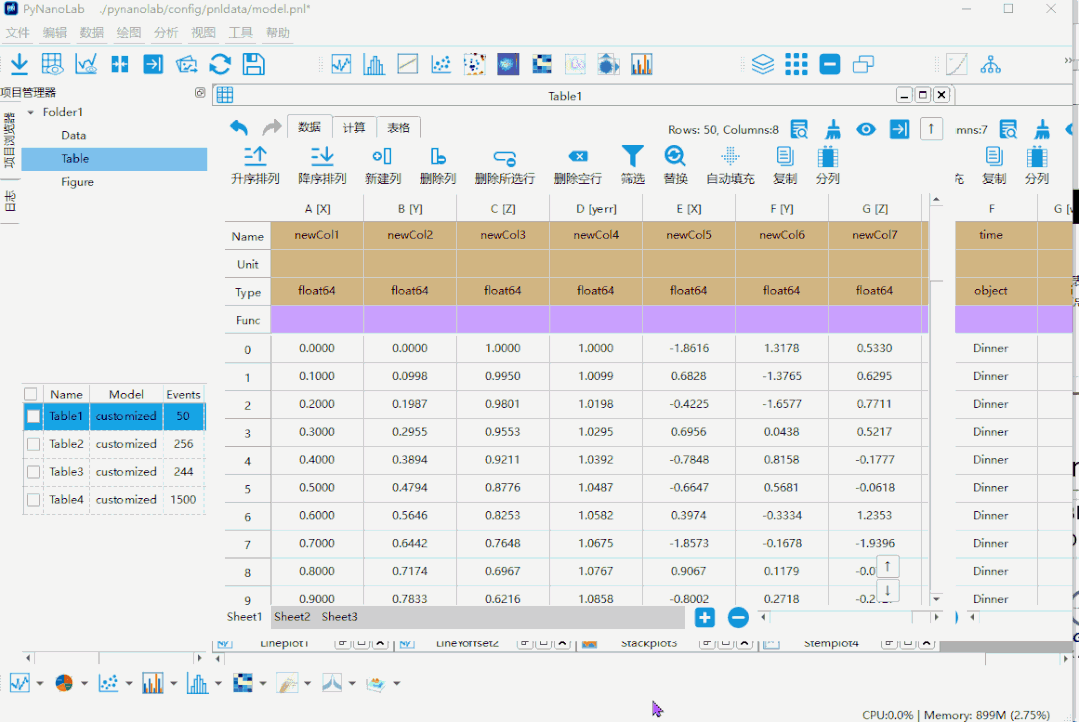 PyNanoLab ./pynanolab/config/pnldata/model.pnl*
文件 编辑 数据 绘图 分析 视图 工具 帮助
项目管理器
Table1
项目浏览器
日志
Folder1
Data
Table
Figure
数据 计算 表格
Rows: 50, Columns:8
mns:7
升序排列 降序排列 新建列 删除列 删除所选行 删除空行 筛选 替换 自动填充 复制 分列
充 复制 分列
A [X] B [Y] C [Z] D [yerr] E [X] F [Y] G [Z] F
Name newCol1 newCol2 newCol3 newCol4 newCol5 newCol6 newCol7 time
Unit
Type float64 float64 float64 float64 float64 float64 float64 object
Func
0 0.0000 0.0000 1.0000 1.0000 -1.8616 1.3178 0.5330 Dinner
1 0.1000 0.0998 0.9950 1.0099 0.6828 -1.3765 0.6295 Dinner
2 0.2000 0.1987 0.9801 1.0198 -0.4225 -1.6577 0.7711 Dinner
3 0.3000 0.2955 0.9553 1.0295 0.6956 0.0438 0.5217 Dinner
4 0.4000 0.3894 0.9211 1.0392 -0.7848 0.8158 -0.1777 Dinner
5 0.5000 0.4794 0.8776 1.0487 -0.6647 0.5681 -0.0618 Dinner
6 0.6000 0.5646 0.8253 1.0582 0.3974 -0.3334 1.2353 Dinner
7 0.7000 0.6442 0.7648 1.0675 -1.8573 -0.1678 -1.9396 Dinner
8 0.8000 0.7174 0.6967 1.0767 0.9067 0.1179 Dinner
9 0.9000 0.7833 0.6216 1.0858 -0.8002 0.2718 Dinner
Name Model Events
Table1 customized 50
Table2 customized 256
Table3 customized 244
Table4 customized 1500
Sheet1 Sheet2 Sheet3
Lineplot1 LineYoffset2 Stackplot3 Stemplot4
CPU:0.0% | Memory: 899M (2.75%)